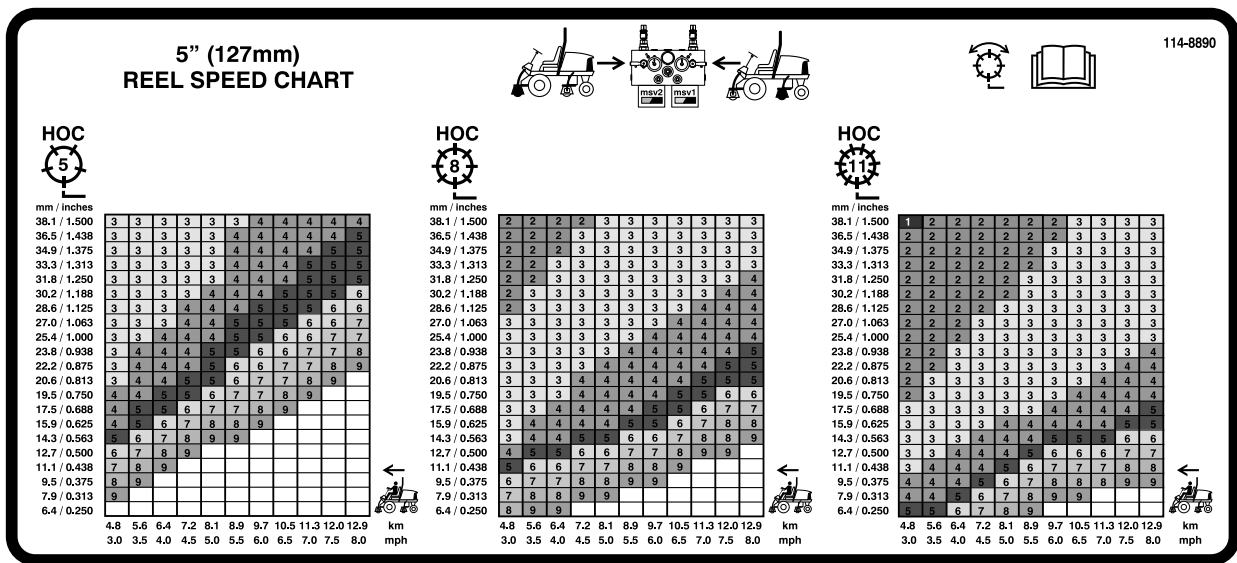 114-8890
5” (127mm)
REEL SPEED CHART
msv2 msv1
HOC
5
mm / inches
38.1 / 1.500 3 3 3 3 3 3 4 4 4 4 4
36.5 / 1.438 3 3 3 3 3 4 4 4 4 4 5
34.9 / 1.375 3 3 3 3 3 4 4 4 4 5 5
33.3 / 1.313 3 3 3 3 3 4 4 4 5 5 5
31.8 / 1.250 3 3 3 3 3 4 4 4 5 5 5
30.2 / 1.188 3 3 3 3 4 4 4 5 5 5 6
28.6 / 1.125 3 3 3 4 4 4 5 5 5 6 6
27.0 / 1.063 3 3 3 4 4 5 5 5 6 6 7
25.4 / 1.000 3 3 4 4 4 5 5 6 6 7 7
23.8 / 0.938 3 4 4 4 5 5 6 6 7 7 8
22.2 / 0.875 3 4 4 4 5 6 6 7 7 8 9
20.6 / 0.813 3 4 4 5 5 6 7 7 8 9
19.5 / 0.750 4 4 5 5 6 7 7 8 9
17.5 / 0.688 4 5 5 6 7 7 8 9
15.9 / 0.625 4 5 6 7 8 8 9
14.3 / 0.563 5 6 7 8 9 9
12.7 / 0.500 6 7 8 9
11.1 / 0.438 7 8 9
9.5 / 0.375 8 9
7.9 / 0.313 9
6.4 / 0.250
4.8 5.6 6.4 7.2 8.1 8.9 9.7 10.5 11.3 12.0 12.9 km
3.0 3.5 4.0 4.5 5.0 5.5 6.0 6.5 7.0 7.5 8.0 mph
HOC
8
mm / inches
38.1 / 1.500 2 2 2 2 3 3 3 3 3 3 3
36.5 / 1.438 2 2 2 3 3 3 3 3 3 3 3
34.9 / 1.375 2 2 2 3 3 3 3 3 3 3 3
33.3 / 1.313 2 2 3 3 3 3 3 3 3 3 3
31.8 / 1.250 2 2 3 3 3 3 3 3 3 3 4
30.2 / 1.188 2 3 3 3 3 3 3 3 3 4 4
28.6 / 1.125 2 3 3 3 3 3 3 3 3 4 4
27.0 / 1.063 3 3 3 3 3 3 3 4 4 4 4
25.4 / 1.000 3 3 3 3 3 3 4 4 4 4 4
23.8 / 0.938 3 3 3 3 3 4 4 4 4 4 5
22.2 / 0.875 3 3 3 3 4 4 4 4 4 5 5
20.6 / 0.813 3 3 3 4 4 4 4 4 5 5 5
19.5 / 0.750 3 3 3 4 4 4 4 5 5 6 6
17.5 / 0.688 3 3 4 4 4 4 5 5 6 7 7
15.9 / 0.625 3 3 4 4 4 5 5 6 7 8 8
14.3 / 0.563 3 4 4 5 5 6 6 7 8 8 9
12.7 / 0.500 4 5 5 6 6 7 7 8 9 9
11.1 / 0.438 5 6 6 7 7 8 8 9
9.5 / 0.375 6 6 7 7 8 9 9
7.9 / 0.313 7 8 8 9 9
6.4 / 0.250 8 9 9
4.8 5.6 6.4 7.2 8.1 8.9 9.7 10.5 11.3 12.0 12.9 km
3.0 3.5 4.0 4.5 5.0 5.5 6.0 6.5 7.0 7.5 8.0 mph
HOC
11
mm / inches
38.1 / 1.500 1 2 2 2 2 2 2 3 3 3 3
36.5 / 1.438 2 2 2 2 2 2 2 3 3 3 3
34.9 / 1.375 2 2 2 2 2 2 3 3 3 3 3
33.3 / 1.313 2 2 2 2 2 2 3 3 3 3 3
31.8 / 1.250 2 2 2 2 2 3 3 3 3 3 3
30.2 / 1.188 2 2 2 2 2 3 3 3 3 3 3
28.6 / 1.125 2 2 2 2 3 3 3 3 3 3 3
27.0 / 1.063 2 2 2 3 3 3 3 3 3 3 3
25.4 / 1.000 2 2 2 3 3 3 3 3 3 3 3
23.8 / 0.938 2 2 3 3 3 3 3 3 3 3 4
22.2 / 0.875 2 2 3 3 3 3 3 3 3 4 4
20.6 / 0.813 2 3 3 3 3 3 3 3 4 4 4
19.5 / 0.750 2 3 3 3 3 3 3 4 4 4 4
17.5 / 0.688 3 3 3 3 3 3 4 4 4 4 5
15.9 / 0.625 3 3 3 3 3 4 4 4 4 5 5
14.3 / 0.563 3 3 3 4 4 4 5 5 5 6 6
12.7 / 0.500 3 3 4 4 4 5 6 6 6 7 7
11.1 / 0.438 3 4 4 4 5 6 7 7 7 8 8
9.5 / 0.375 4 4 4 5 6 7 8 8 8 9 9
7.9 / 0.313 4 4 5 6 7 8 9 9
6.4 / 0.250 5 5 6 7 8 9
4.8 5.6 6.4 7.2 8.1 8.9 9.7 10.5 11.3 12.0 12.9 km
3.0 3.5 4.0 4.5 5.0 5.5 6.0 6.5 7.0 7.5 8.0 mph